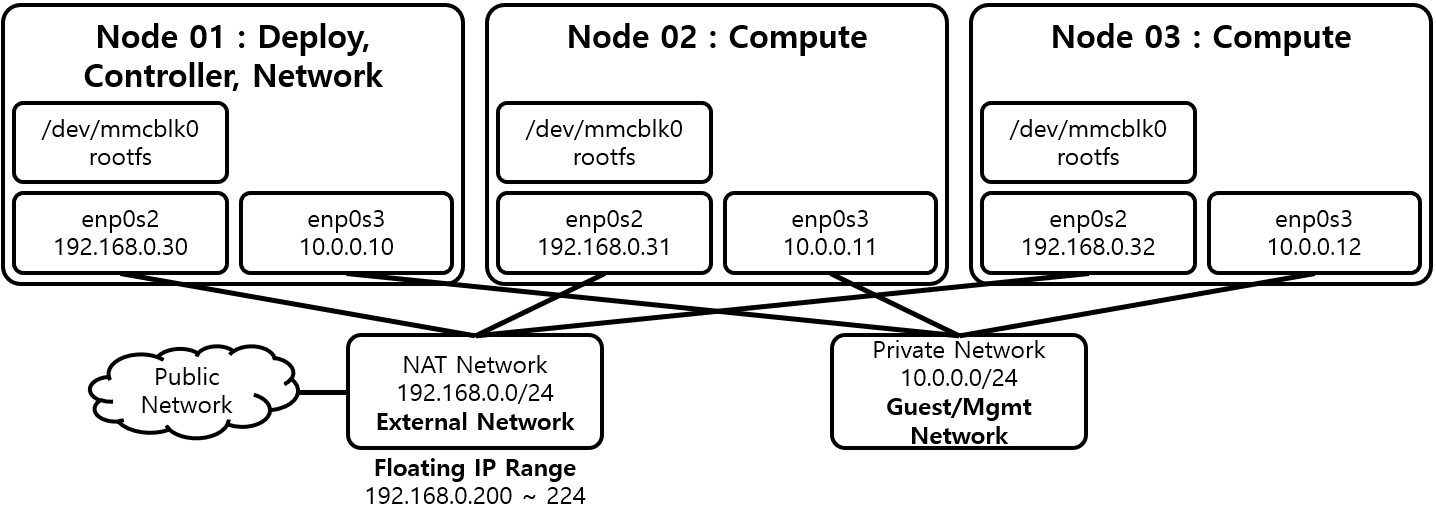 Node 01 : Deploy,
Controller, Network
/dev/mmcblk0
rootfs
enp0s2
192.168.0.30
enp0s3
10.0.0.10
Node 02 : Compute
/dev/mmcblk0
rootfs
enp0s2
192.168.0.31
enp0s3
10.0.0.11
Node 03 : Compute
/dev/mmcblk0
rootfs
enp0s2
192.168.0.32
enp0s3
10.0.0.12
Public
Network
NAT Network
192.168.0.0/24
External Network
Floating IP Range
192.168.0.200 ~ 224
Private Network
10.0.0.0/24
Guest/Mgmt
Network